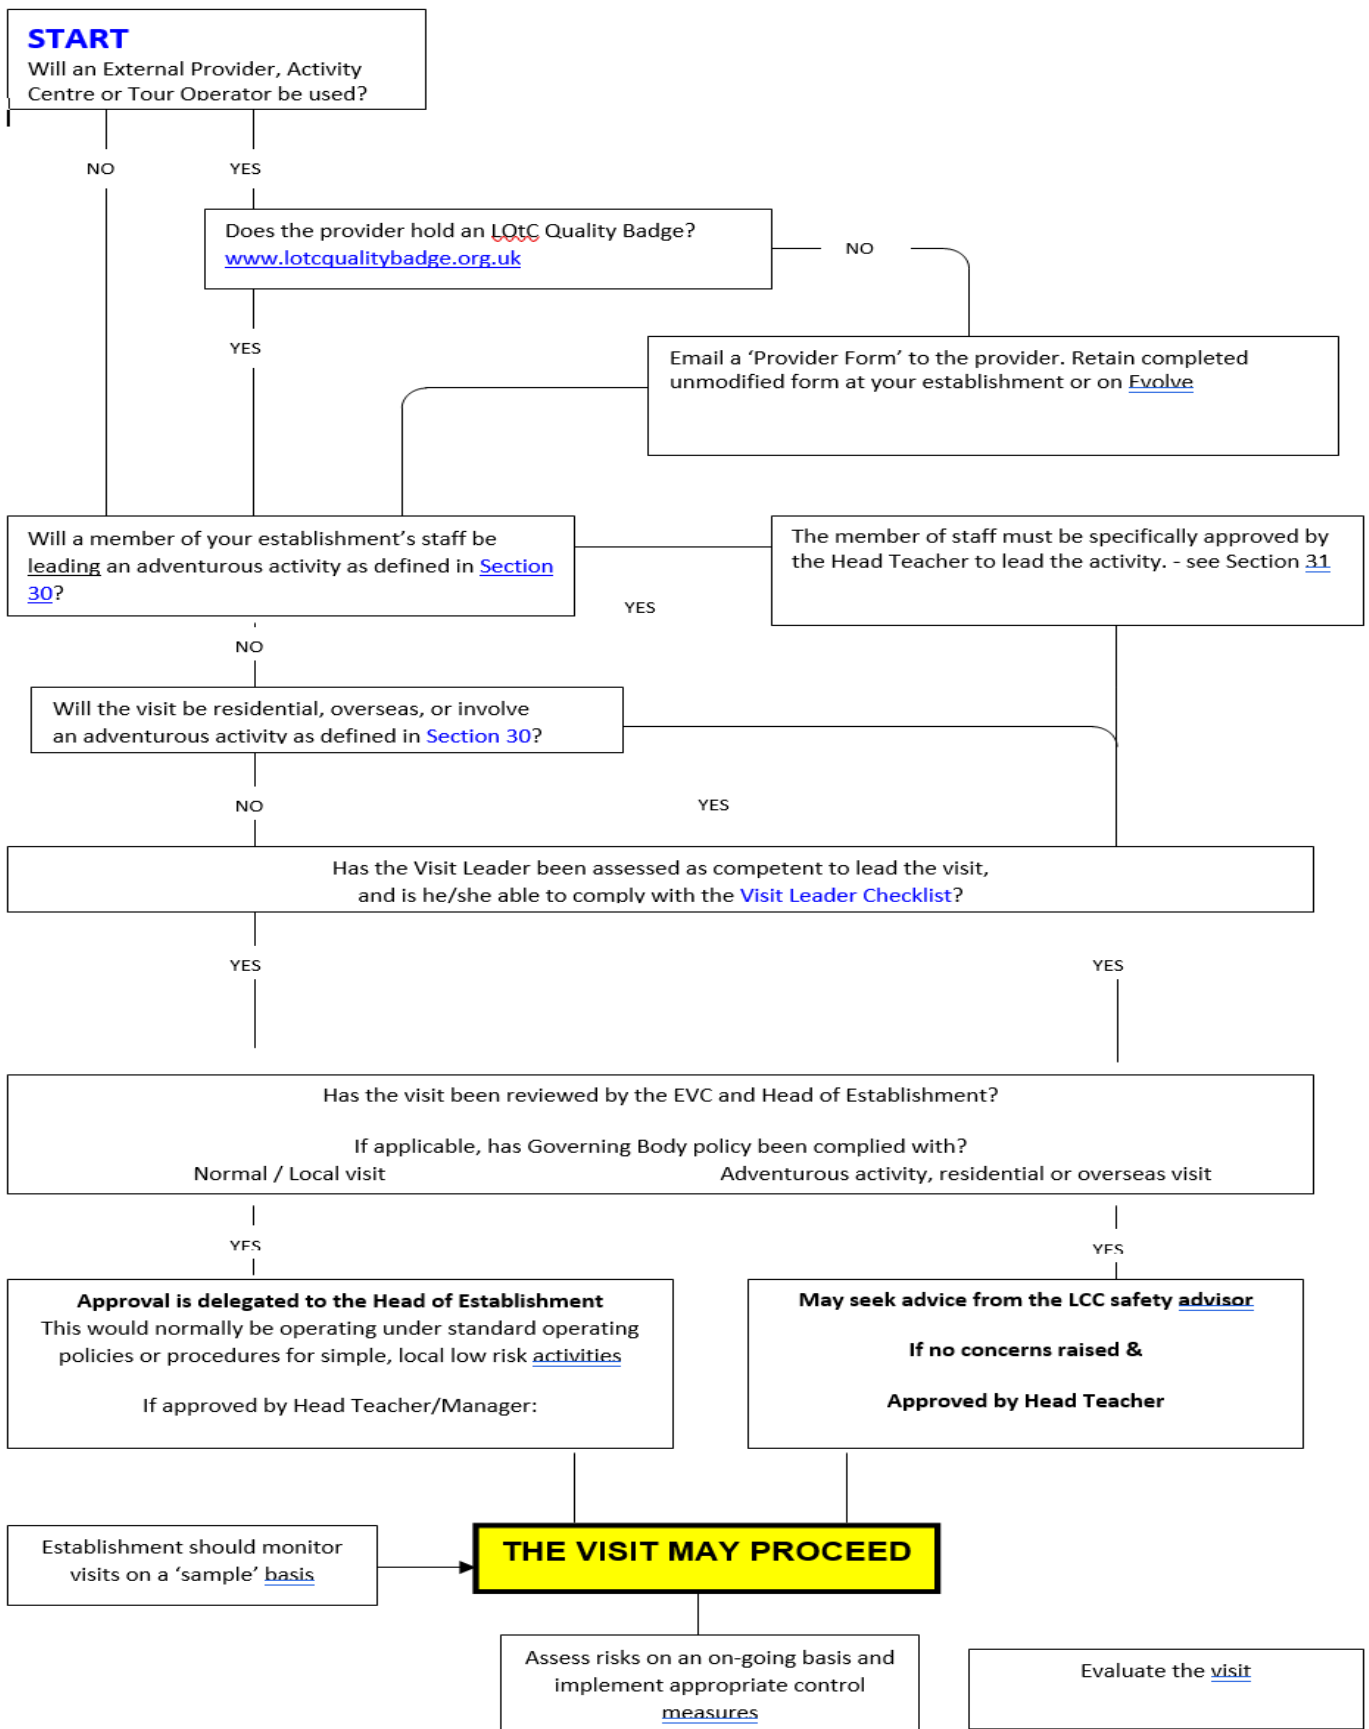 START
Will an External Provider, Activity
Centre or Tour Operator be used?
NO
YES
Does the provider hold an LOtC Quality Badge?
www.lotcqualitybadge.org.uk
NO
YES
Email a ‘Provider Form’ to the provider. Retain completed
unmodified form at your establishment or on Evolve
Will a member of your establishment’s staff be
leading an adventurous activity as defined in Section
30?
The member of staff must be specifically approved by
the Head Teacher to lead the activity. - see Section 31
YES
NO
Will the visit be residential, overseas, or involve
an adventurous activity as defined in Section 30?
NO
YES
Has the Visit Leader been assessed as competent to lead the visit,
and is he/she able to comply with the Visit Leader Checklist?
YES
YES
Has the visit been reviewed by the EVC and Head of Establishment?
If applicable, has Governing Body policy been complied with?
Normal / Local visit
Adventurous activity, residential or overseas visit
YES
YES
Approval is delegated to the Head of Establishment
This would normally be operating under standard operating
policies or procedures for simple, local low risk activities
If approved by Head Teacher/Manager:
May seek advice from the LCC safety advisor
If no concerns raised &
Approved by Head Teacher
Establishment should monitor
visits on a ‘sample’ basis
THE VISIT MAY PROCEED
Assess risks on an on-going basis and
implement appropriate control
measures
Evaluate the visit